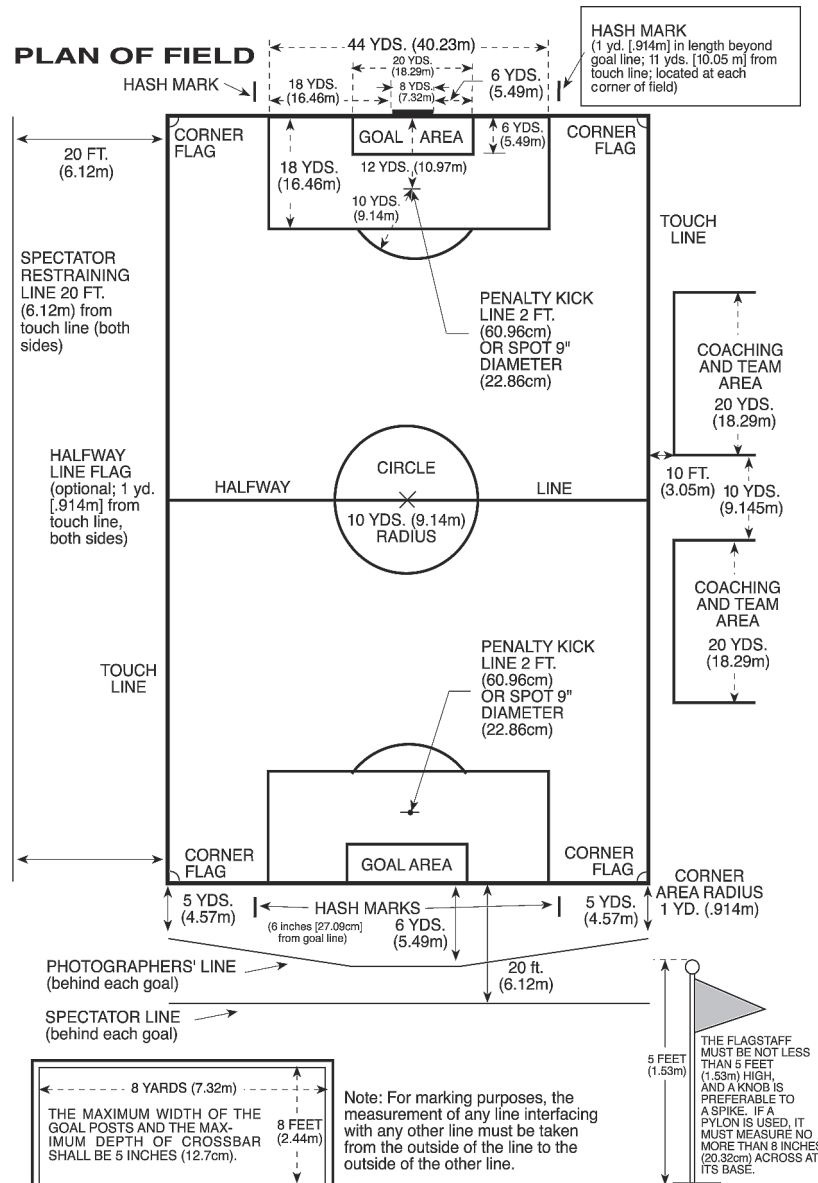 PLAN OF FIELD
44 YDS. (40.23m)
20 YDS.
(18.29m)
8 YDS.
(7.32m)
18 YDS.
(16.46m)
6 YDS.
(5.49m)
HASH MARK
HASH MARK
(1 yd. [.914m] in length beyond
goal line; 11 yds. [10.05 m] from
touch line; located at each
corner of field)
20 FT.
(6.12m)
CORNER
FLAG
GOAL AREA
6 YDS.
(5.49m)
CORNER
FLAG
18 YDS.
(16.46m)
12 YDS. (10.97m)
10 YDS.
(9.14m)
TOUCH
LINE
SPECTATOR
RESTRAINING
LINE 20 FT.
(6.12m) from
touch line (both
sides)
PENALTY KICK
LINE 2 FT.
(60.96cm)
OR SPOT 9"
DIAMETER
(22.86cm)
COACHING
AND TEAM
AREA
20 YDS.
(18.29m)
HALFWAY
LINE FLAG
(optional; 1 yd.
[.914m] from
touch line,
both sides)
CIRCLE
HALFWAY LINE
10 YDS. (9.14m)
RADIUS
10 FT.
(3.05m)
10 YDS.
(9.145m)
COACHING
AND TEAM
AREA
20 YDS.
(18.29m)
TOUCH
LINE
PENALTY KICK
LINE 2 FT.
(60.96cm)
OR SPOT 9"
DIAMETER
(22.86cm)
CORNER
FLAG
GOAL AREA
CORNER
FLAG
CORNER
AREA RADIUS
1 YD. (.914m)
5 YDS.
(4.57m)
HASH MARKS
(6 inches [27.09cm]
from goal line)
6 YDS.
(5.49m)
5 YDS.
(4.57m)
PHOTOGRAPHERS' LINE
(behind each goal)
20 ft.
(6.12m)
SPECTATOR LINE
(behind each goal)
8 YARDS (7.32m)
THE MAXIMUM WIDTH OF THE
GOAL POSTS AND THE MAX-
IMUM DEPTH OF CROSSBAR
SHALL BE 5 INCHES (12.7cm).
8 FEET
(2.44m)
Note: For marking purposes, the
measurement of any line interfacing
with any other line must be taken
from the outside of the line to the
outside of the other line.
5 FEET
(1.53m)
THE FLAGSTAFF
MUST BE NOT LESS
THAN 5 FEET
(1.53m) HIGH,
AND A KNOB IS
PREFERABLE TO
A SPIKE. IF A
PYLON IS USED, IT
MUST MEASURE NO
MORE THAN 8 INCHES
(20.32cm) ACROSS AT
ITS BASE.